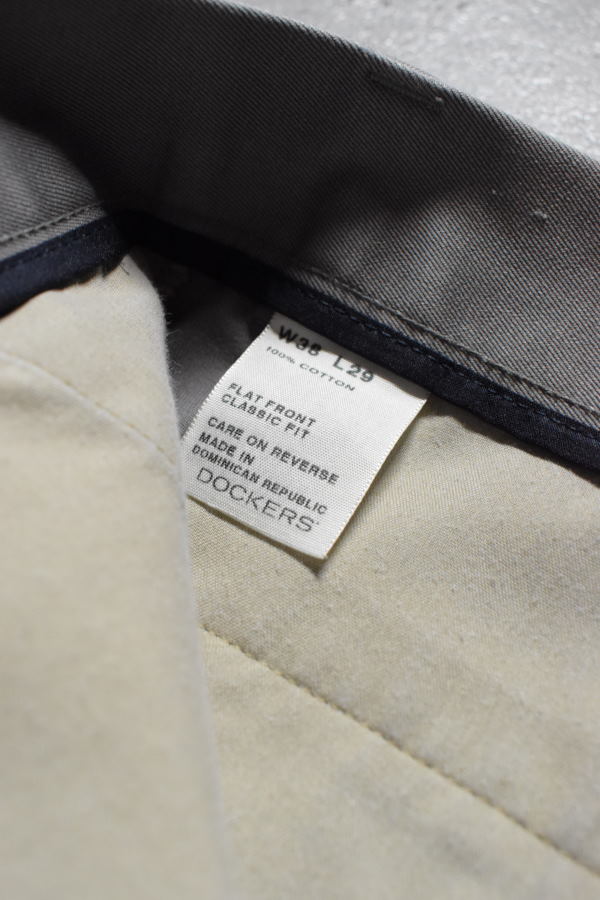 W38 L29
100% COTTON
FLAT FRONT
CLASSIC FIT
CARE ON REVERSE
MADE IN
DOMINICAN REPUBLIC
DOCKERS®